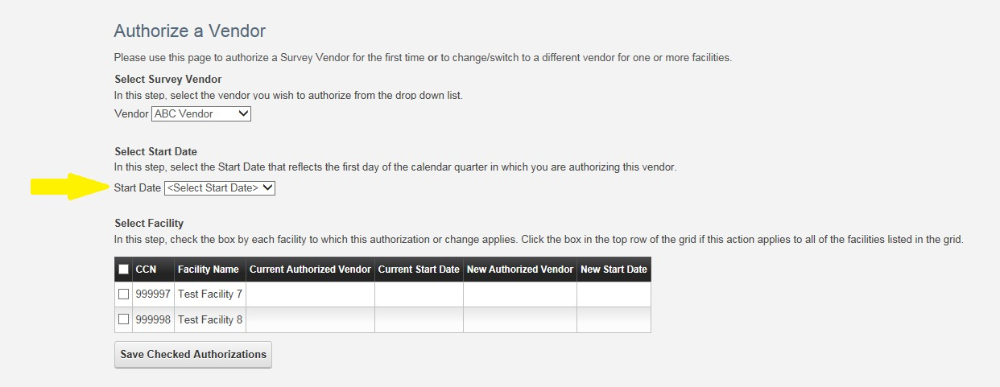 Authorize a Vendor
Please use this page to authorize a Survey Vendor for the first time or to change/switch to a different vendor for one or more facilities.
Select Survey Vendor
In this step, select the vendor you wish to authorize from the drop down list.
Vendor ABC Vendor
Select Start Date
In this step, select the Start Date that reflects the first day of the calendar quarter in which you are authorizing this vendor.
Start Date <Select Start Date>
Select Facility
In this step, check the box by each facility to which this authorization or change applies. Click the box in the top row of the grid if this action applies to all of the facilities listed in the grid.
CCN Facility Name Current Authorized Vendor Current Start Date New Authorized Vendor New Start Date
999997 Test Facility 7
999998 Test Facility 8
Save Checked Authorizations